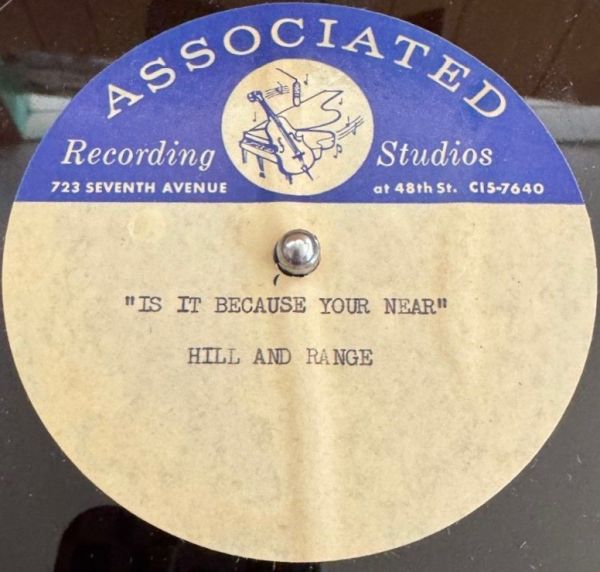 ASSOCIATED
Recording Studios
723 SEVENTH AVENUE at 48th St. CI5-7640
"IS IT BECAUSE YOUR NEAR"
HILL AND RANGE